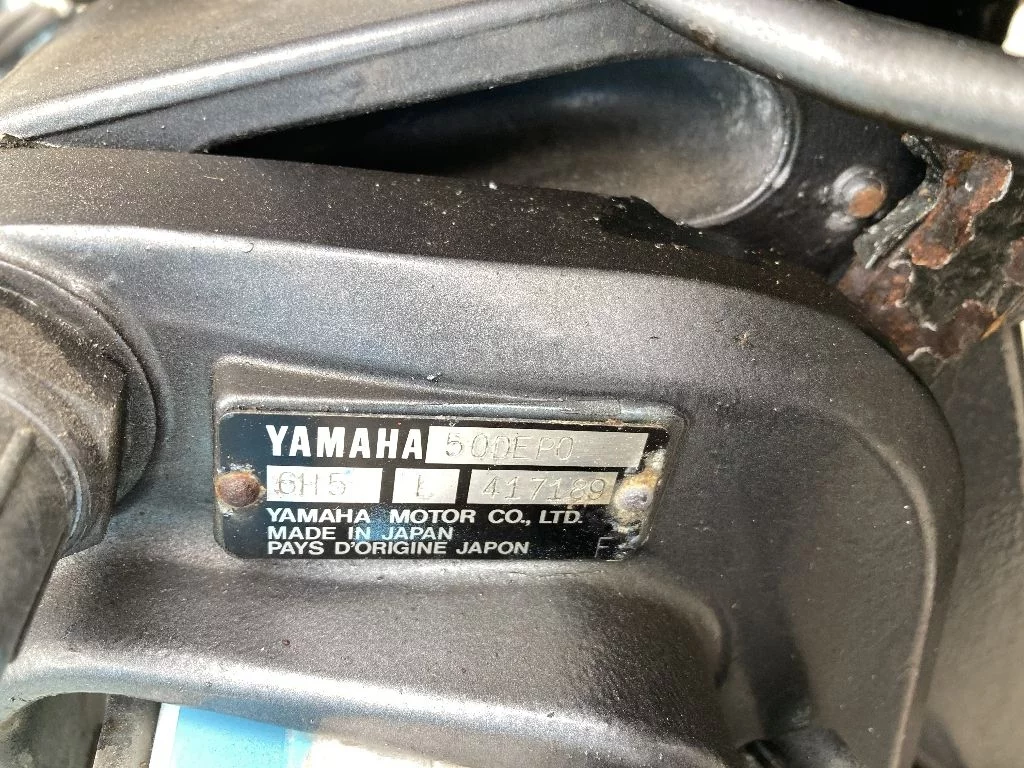 YAMAHA 50DEPO
6H5 L 417189
YAMAHA MOTOR CO., LTD.
MADE IN JAPAN
PAYS D'ORIGINE JAPON F